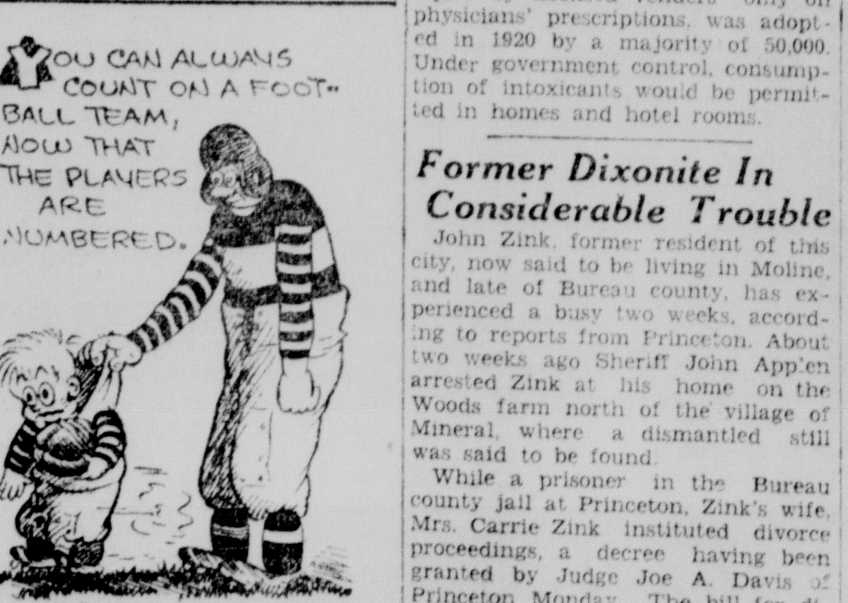 YOU CAN ALWAYS
COUNT ON A FOOT--
BALL TEAM,
NOW THAT
THE PLAYERS
ARE
NUMBERED.
physicians' prescriptions, was adopt-
ed in 1920 by a majority of 50,000.
Under government control, consump-
tion of intoxicants would be permit-
ted in homes and hotel rooms.
Former Dixonite In
Considerable Trouble
John Zink, former resident of this
city, now said to be living in Moline,
and late of Bureau county, has ex-
perienced a busy two weeks, accord-
ing to reports from Princeton. About
two weeks ago Sheriff John App'en
arrested Zink at his home on the
Woods farm north of the village of
Mineral, where a dismantled still
was said to be found.
While a prisoner in the Bureau
county jail at Princeton, Zink's wife,
Mrs. Carrie Zink instituted divorce
proceedings, a decree having been
granted by Judge Joe A. Davis of
Princeton Monday. The bill for di-